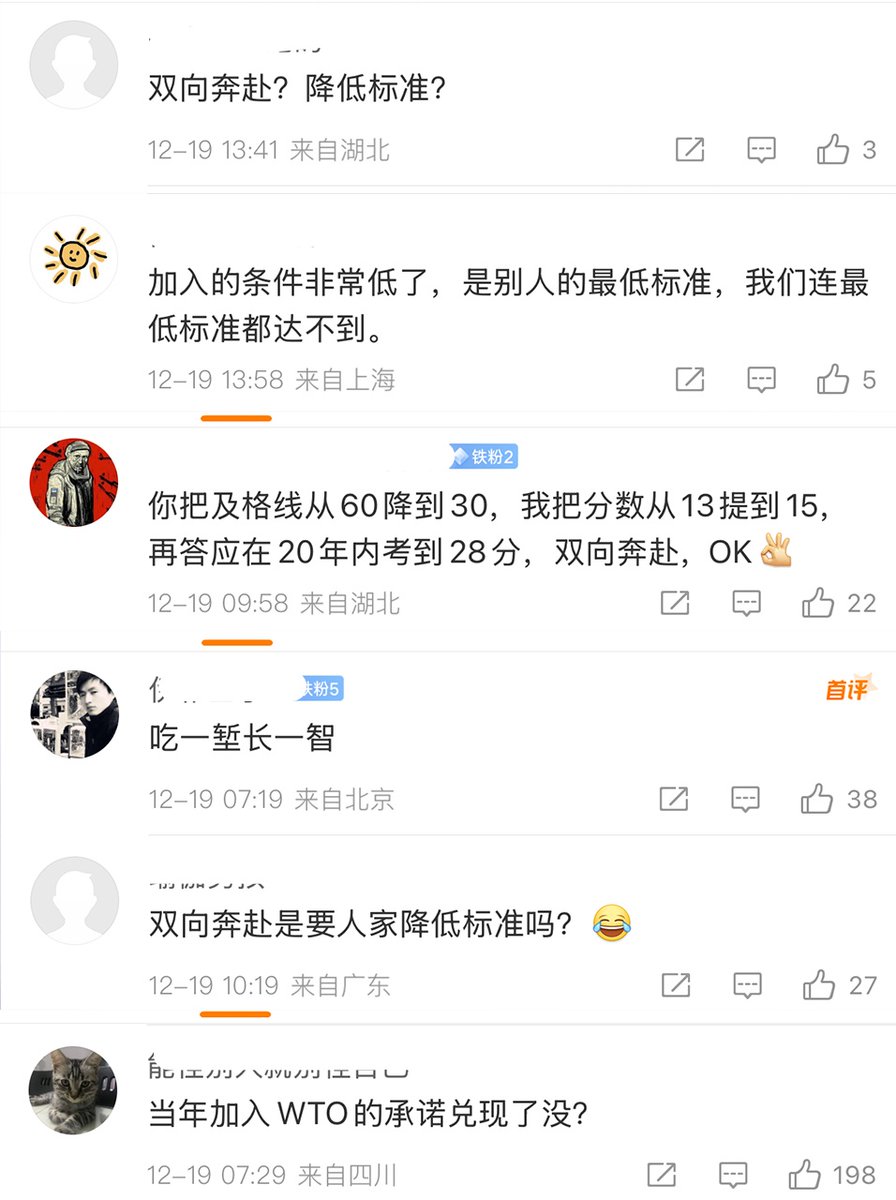 双向奔赴？降低标准？
12-19 13:41 来自湖北
3
加入的条件非常低了，是别人的最低标准，我们连最
低标准都达不到。
12-19 13:58 来自上海
5
铁粉2
你把及格线从60降到30，我把分数从13提到15，
再答应在20年内考到28分，双向奔赴，OK👌
12-19 09:58 来自湖北
22
铁粉5
首评
吃一堑长一智
12-19 07:19 来自北京
38
双向奔赴是要人家降低标准吗？😂
12-19 10:19 来自广东
27
当年加入WTO的承诺兑现了没？
12-19 07:29 来自四川
198